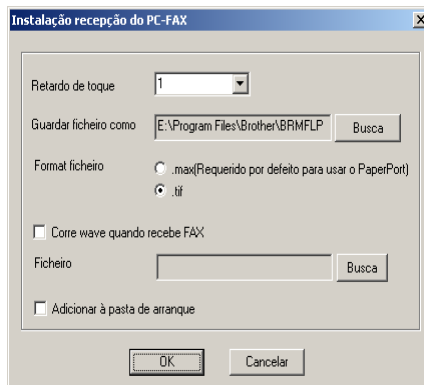 Instalação recepção do PC-FAX
Retardo de toque 1
Guardar ficheiro como E:\Program Files\Brother\BRMFLP Busca
Format ficheiro .max(Requerido por defeito para usar o PaperPort)
.tif
Corre wave quando recebe FAX
Ficheiro Busca
Adicionar à pasta de arranque
OK Cancelar